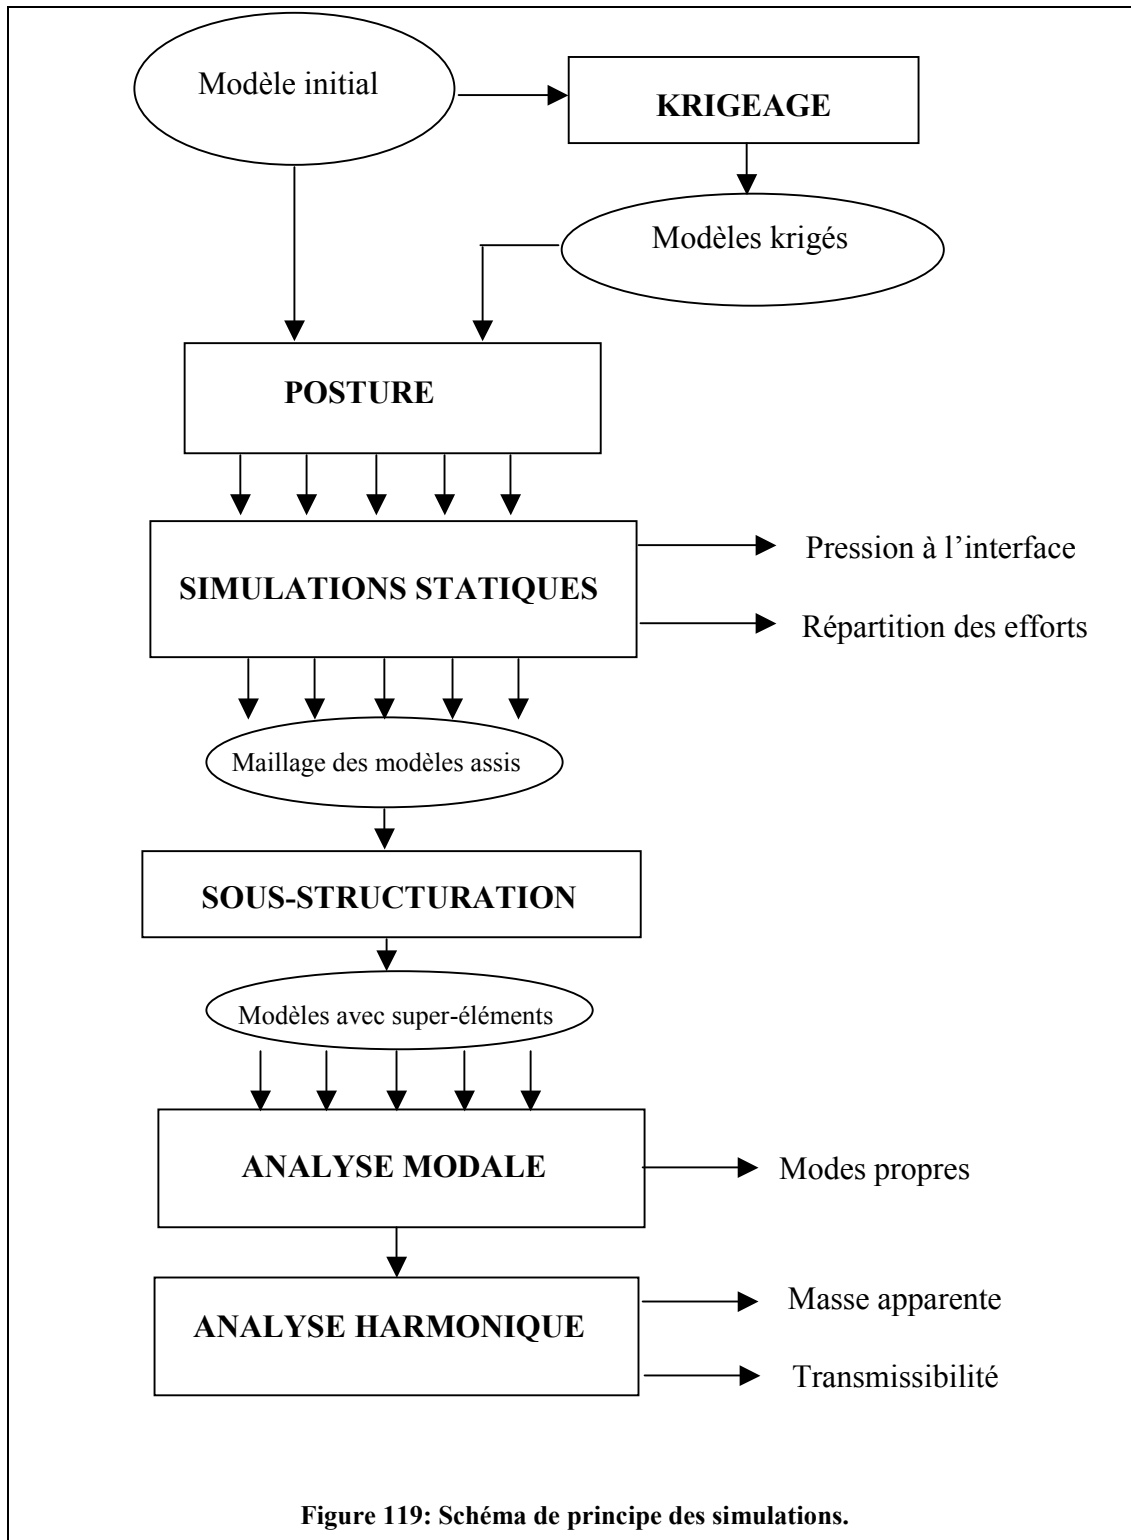 Modèle initial
KRIGEAGE
Modèles krigés
POSTURE
SIMULATIONS STATIQUES
Pression à l’interface
Répartition des efforts
Maillage des modèles assis
SOUS-STRUCTURATION
Modèles avec super-éléments
ANALYSE MODALE
Modes propres
ANALYSE HARMONIQUE
Masse apparente
Transmissibilité
Figure 119: Schéma de principe des simulations.